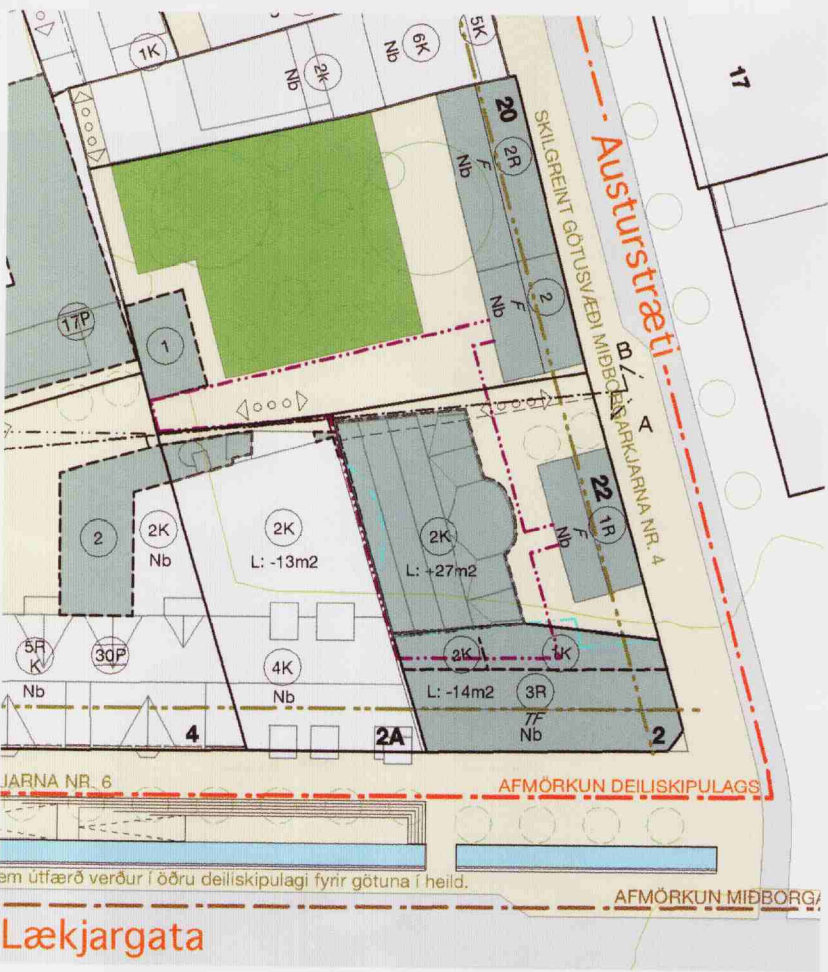 1K
Nb
2k
Nb
6K
5K
17
20
2R
F
Nb
SKILGREINT GÖTUSVÆÐI MIÐBORGARKJARNA NR. 4
Austurstræti
17P
1
2
F
Nb
B
A
22
1R
F
Nb
2
2K
Nb
2K
L: -13m2
2K
L: +27m2
5R
K
Nb
30P
4K
Nb
2K
1K
L: -14m2
3R
TF
Nb
4
2A
2
JARNA NR. 6
AFMÖRKUN DEILISKIPULAGS
em útfærð verður í öðru deiliskipulagi fyrir götuna í heild.
AFMÖRKUN MIÐBORGA
Lækjargata